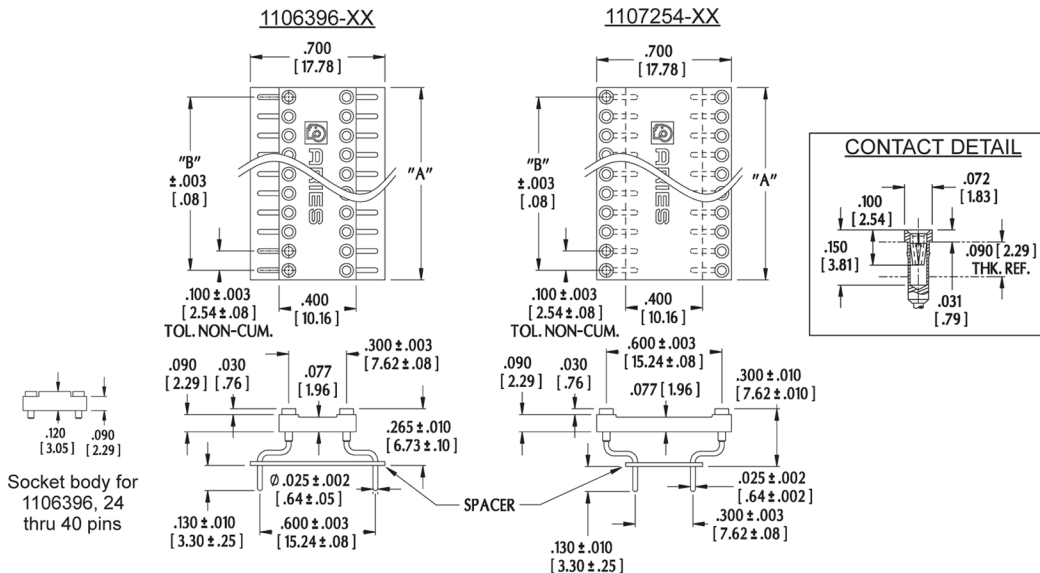 1106396-XX
.700
[ 17.78 ]
"B"
±.003
[ .08 ]
"A"
ARIES
.100 ±.003
[ 2.54 ±.08 ]
TOL. NON-CUM.
.400
[ 10.16 ]
.300 ±.003
[ 7.62 ±.08 ]
.090
[ 2.29 ]
.030
[ .76 ]
.077
[ 1.96 ]
.265 ±.010
[ 6.73 ±.10 ]
Ø .025 ±.002
[ .64 ±.05 ]
.130 ±.010
[ 3.30 ±.25 ]
.600 ±.003
[ 15.24 ±.08 ]
SPACER
.120
[ 3.05 ]
.090
[ 2.29 ]
Socket body for
1106396, 24
thru 40 pins
1107254-XX
.700
[ 17.78 ]
"B"
±.003
[ .08 ]
"A"
ARIES
.100 ±.003
[ 2.54 ±.08 ]
TOL. NON-CUM.
.400
[ 10.16 ]
.600 ±.003
[ 15.24 ±.08 ]
.090
[ 2.29 ]
.030
[ .76 ]
.077 [ 1.96 ]
.300 ±.010
[ 7.62 ±.010 ]
.025 ±.002
[ .64 ±.002 ]
.300 ±.003
[ 7.62 ±.08 ]
.130 ±.010
[ 3.30 ±.25 ]
CONTACT DETAIL
.072
[ 1.83 ]
.100
[ 2.54 ]
.150
[ 3.81 ]
.090 [ 2.29 ]
THK. REF.
.031
[ .79 ]